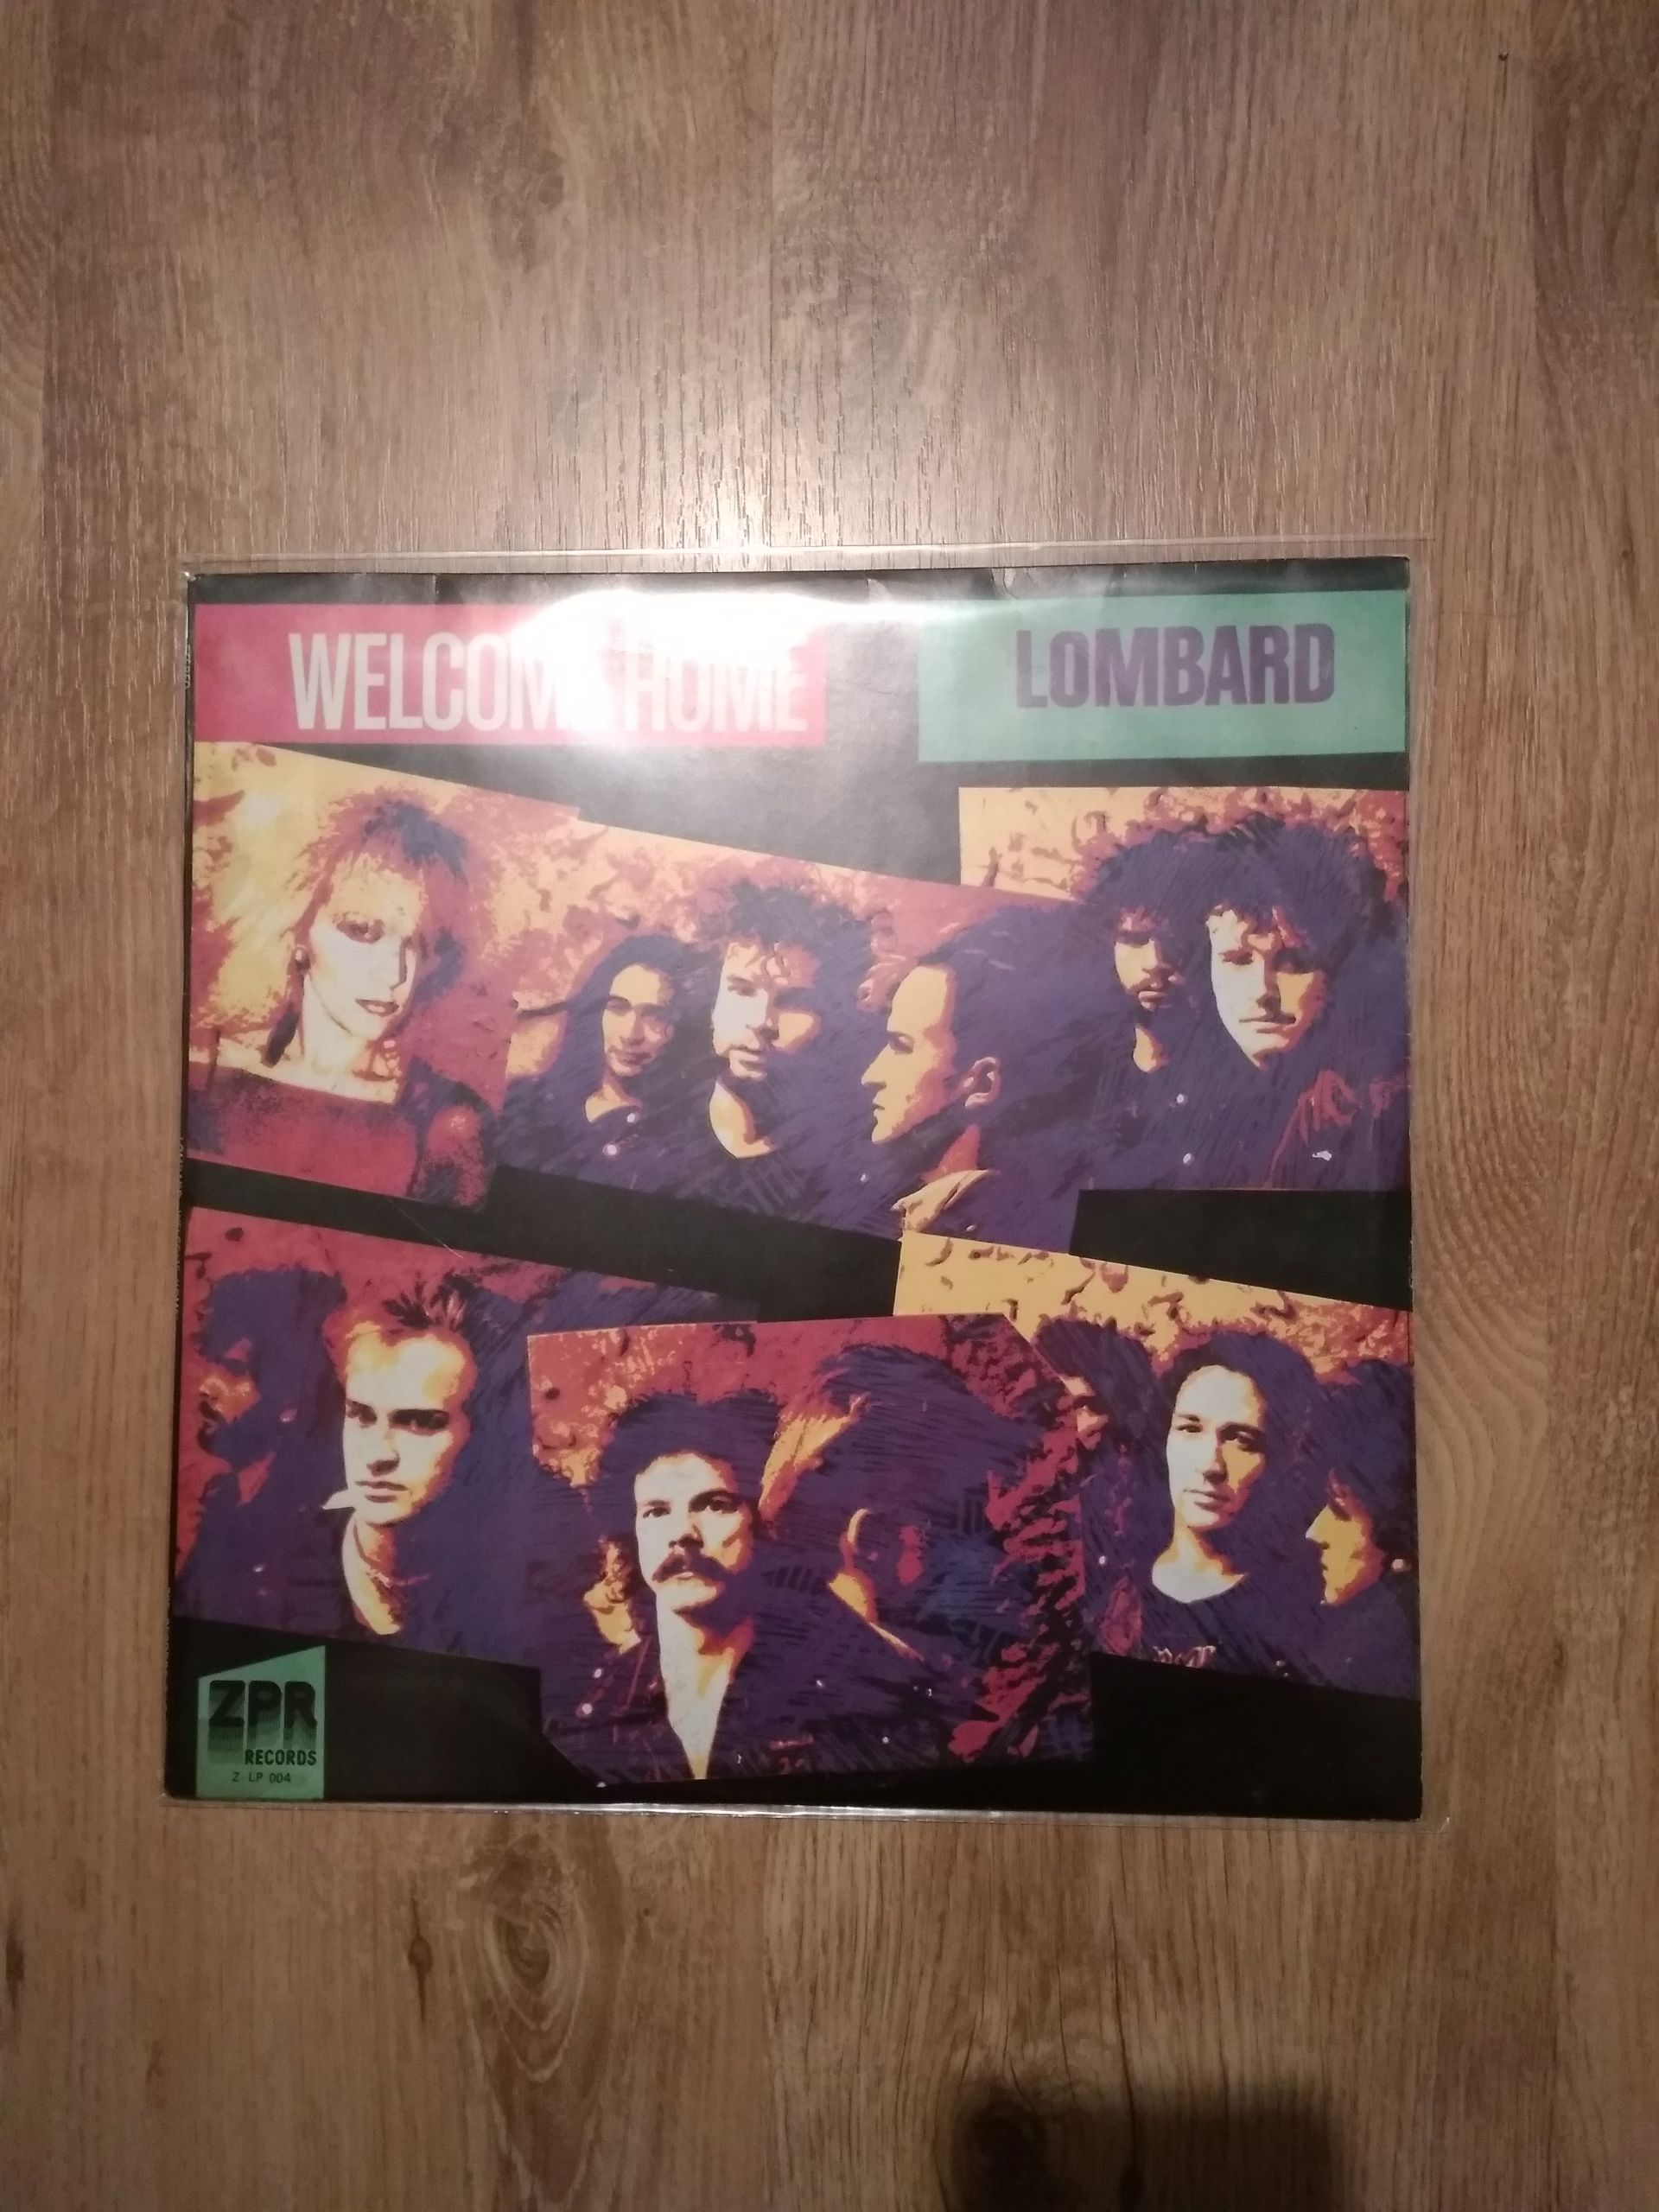 WELCOME HOME
LOMBARD
ZPR
RECORDS
Z LP 004